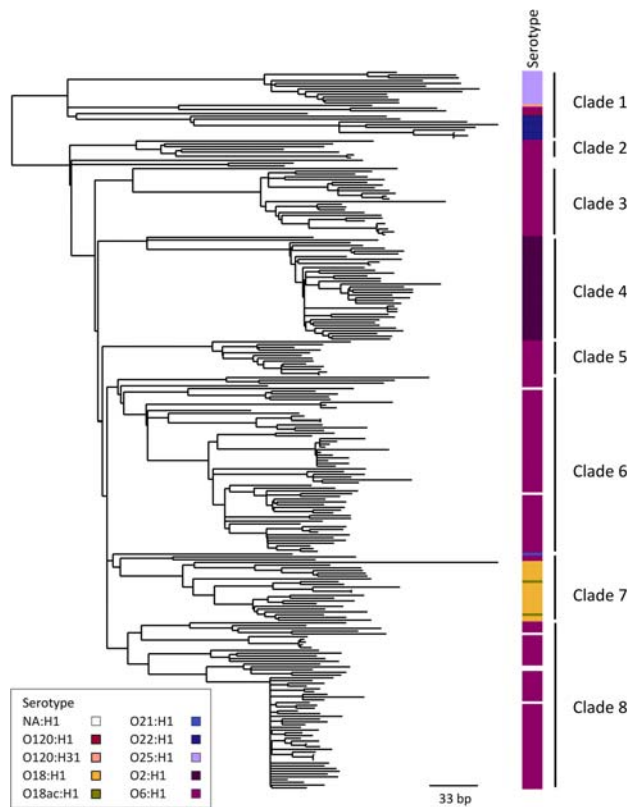 Serotype
Clade 1
Clade 2
Clade 3
Clade 4
Clade 5
Clade 6
Clade 7
Clade 8
Serotype
NA:H1
O120:H1
O120:H31
O18:H1
O18ac:H1
O21:H1
O22:H1
O25:H1
O2:H1
O6:H1
33 bp